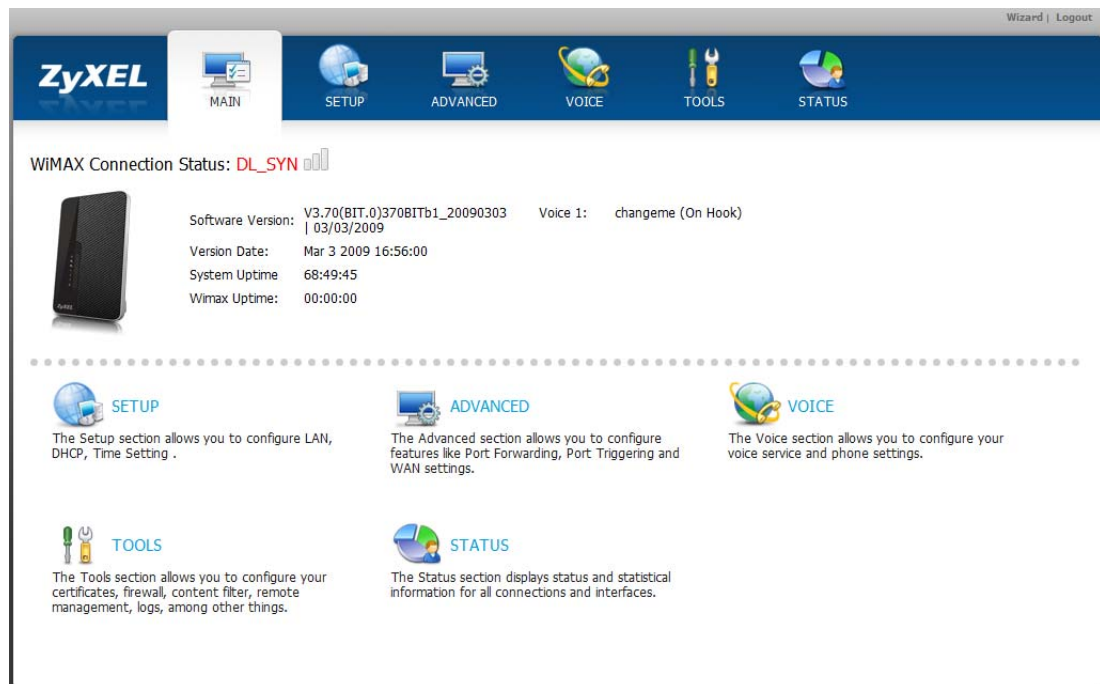 Wizard | Logout
ZyXEL
MAIN
SETUP
ADVANCED
VOICE
TOOLS
STATUS
WiMAX Connection Status: DL_SYN
Software Version: V3.70(BIT.0)370BITb1_20090303
| 03/03/2009
Voice 1: changeme (On Hook)
Version Date: Mar 3 2009 16:56:00
System Uptime 68:49:45
Wimax Uptime: 00:00:00
ZyXEL
SETUP
The Setup section allows you to configure LAN,
DHCP, Time Setting .
ADVANCED
The Advanced section allows you to configure
features like Port Forwarding, Port Triggering and
WAN settings.
VOICE
The Voice section allows you to configure your
voice service and phone settings.
TOOLS
The Tools section allows you to configure your
certificates, firewall, content filter, remote
management, logs, among other things.
STATUS
The Status section displays status and statistical
information for all connections and interfaces.